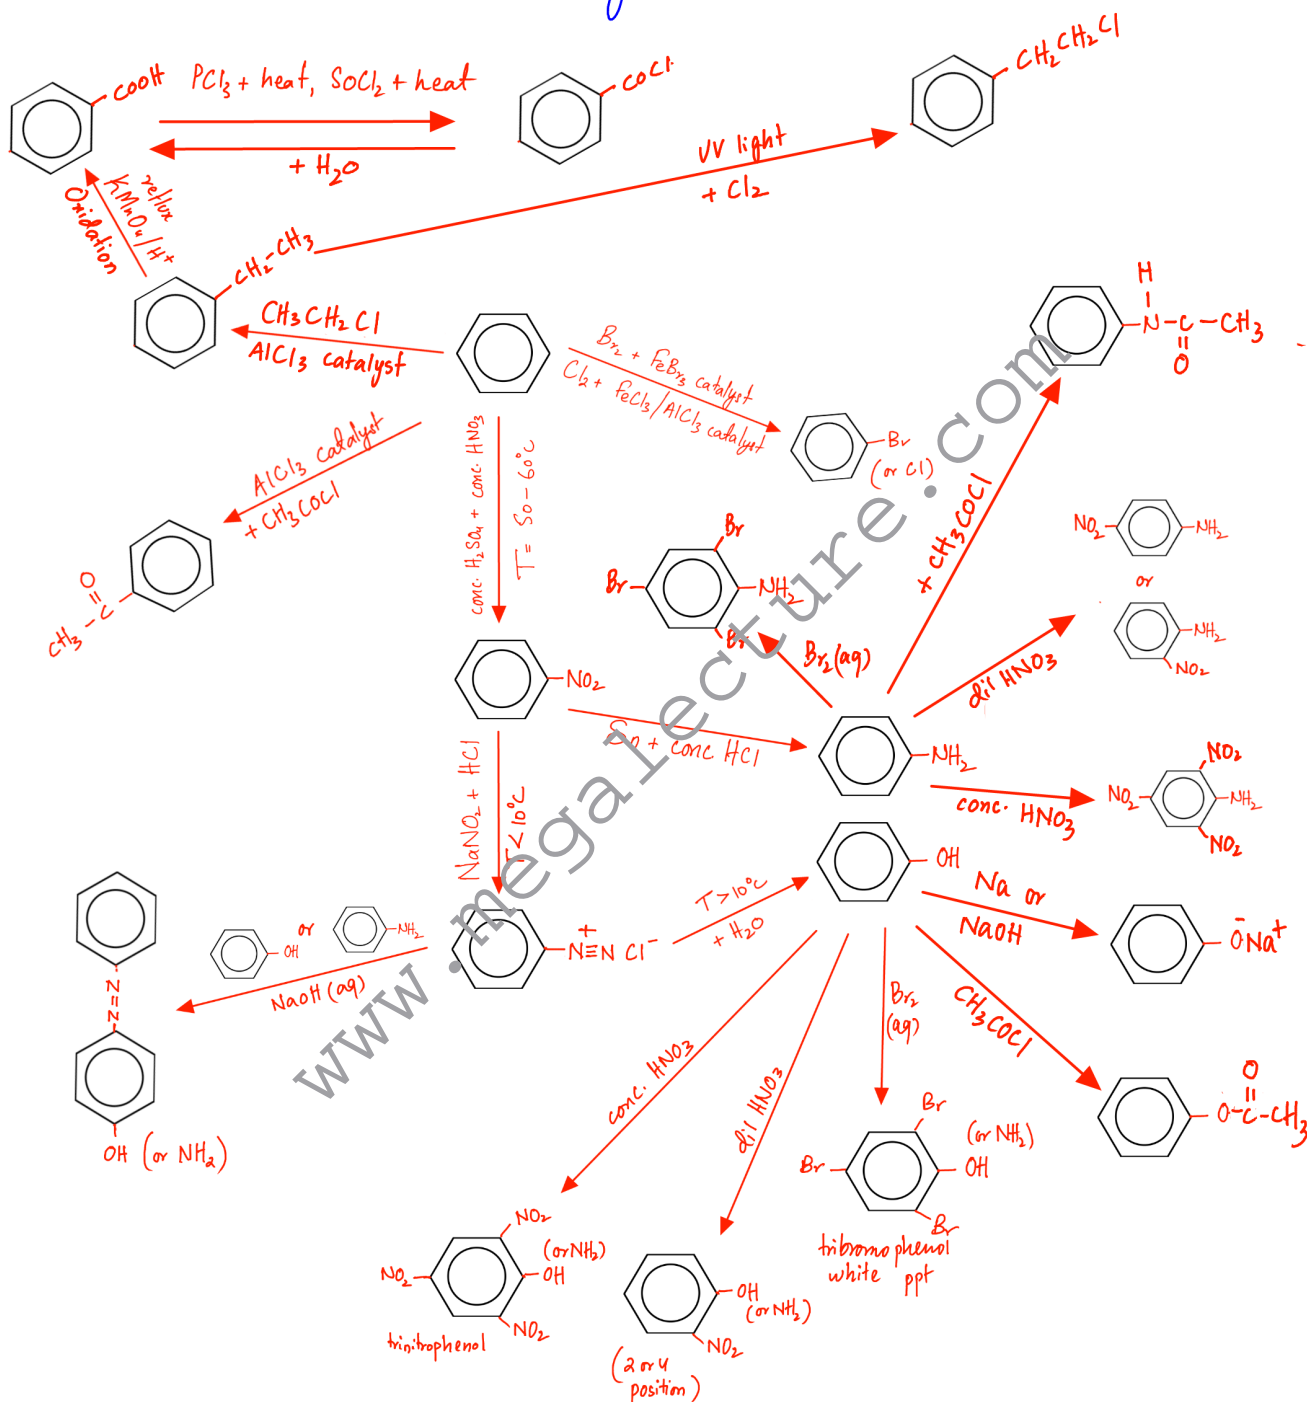 COOH
PCl3 + heat, SOCl2 + heat
+ H2O
COCl
CH2CH2Cl
UV light
+ Cl2
reflux
KMnO4/H+
Oxidation
CH2-CH3
CH3CH2Cl
AlCl3 catalyst
Br2 + FeBr3 catalyst
Cl2 + FeCl3/AlCl3 catalyst
Br
(or Cl)
H
N-C-CH3
O
AlCl3 catalyst
+ CH3COCl
O
C
CH3
conc. H2SO4 + conc. HNO3
T= 50-60°C
Br
Br
NH2
Br
Br2(aq)
+ CH3COCl
NO2
NH2
or
NH2
NO2
dil HNO3
NO2
Sn + conc HCl
NH2
conc. HNO3
NO2
NO2
NH2
NO2
NaNO2 + HCl
T<10°C
OH
T>10°C
+ H2O
Na or
NaOH
O-Na+
N≡N Cl-
+
OH
or
NH2
NaOH (aq)
N=N
OH (or NH2)
conc. HNO3
dil HNO3
Br2
(aq)
CH3COCl
O
O-C-CH3
Br
(or NH2)
Br
OH
Br
tribromophenol
white ppt
NO2
(or NH2)
NO2
OH
NO2
trinitrophenol
OH
(or NH2)
NO2
(2 or 4
position)
www.megalecture.com